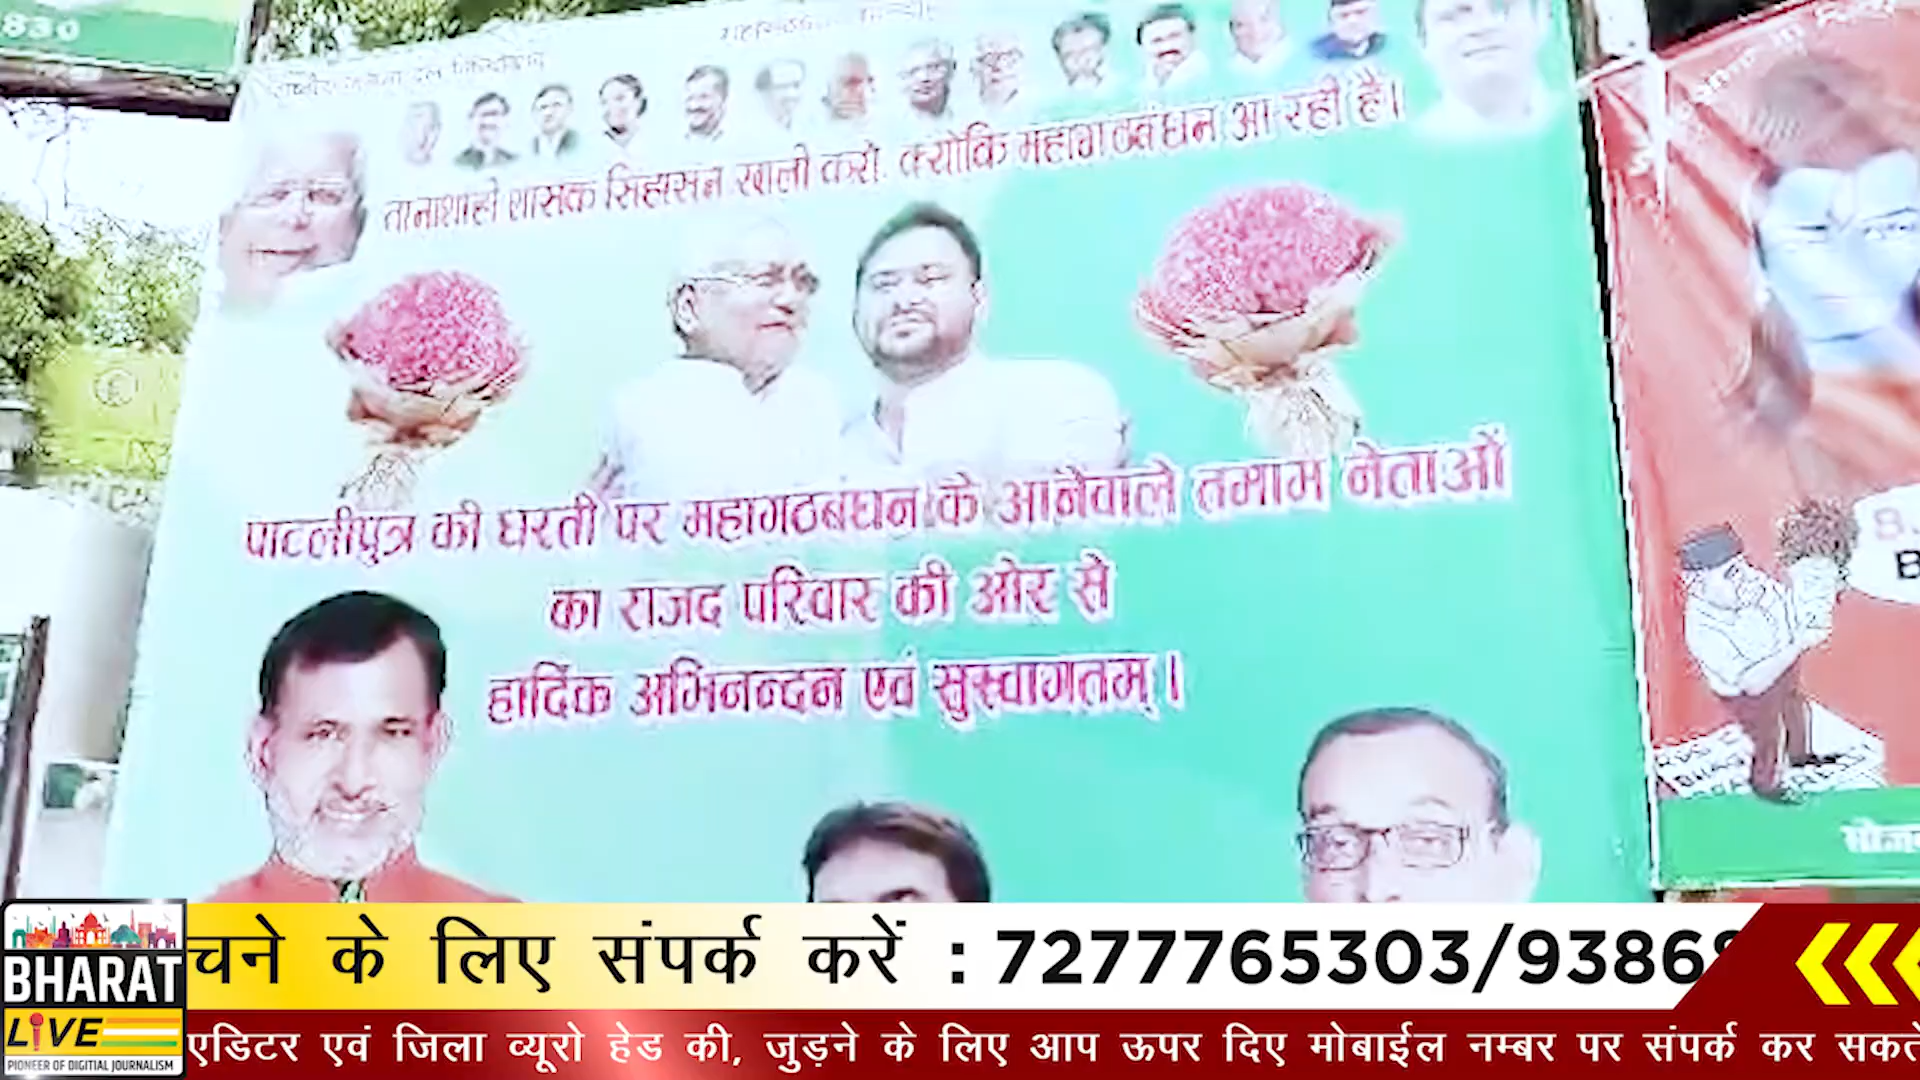 830
तानाशाही शासक सिंहासन खाली करो, क्योंकि महागठबंधन आ रही है।
पाटलीपुत्र की धरती पर महागठबंधन के आनेवाले तमाम नेताओं
का राजद परिवार की ओर से
हार्दिक अभिनन्दन एवं सुस्वागतम्।
चने के लिए संपर्क करें : 7277765303/9386
BHARAT
LIVE
PIONEER OF DIGITIAL JOURNALISM
एडिटर एवं जिला व्यूरो हेड की, जुड़ने के लिए आप ऊपर दिए मोबाईल नम्बर पर संपर्क कर सकते